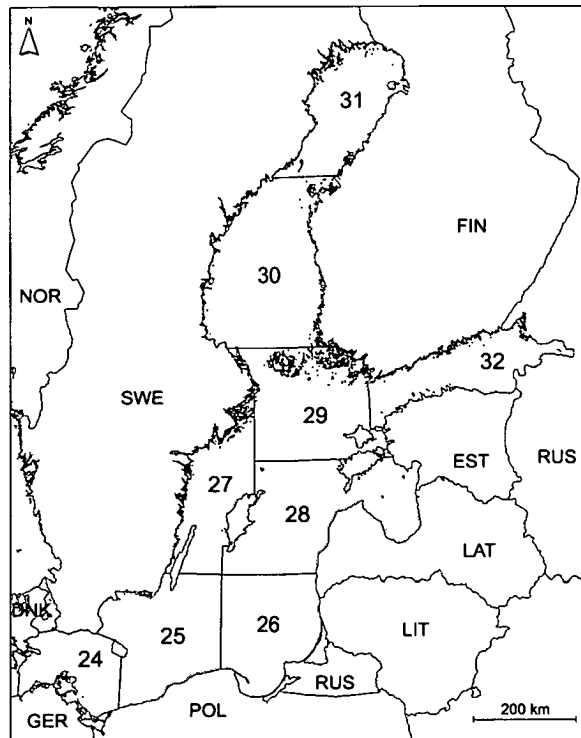 N
31
FIN
30
NOR
32
SWE
29
EST
RUS
27
28
LAT
DNK
25
26
LIT
24
RUS
GER
POL
200 km